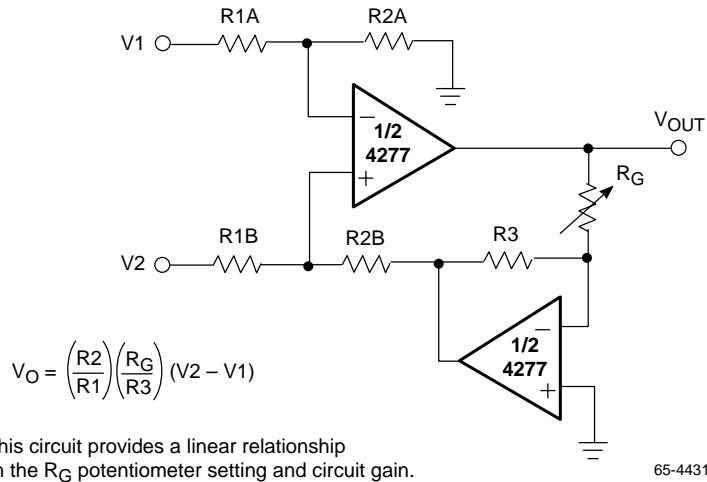 R1A R2A
V1
−
1/2
4277
+
VOUT
RG
R1B R2B R3
V2
−
1/2
4277
+
VO = (R2/R1)(RG/R3) (V2 – V1)
his circuit provides a linear relationship
n the RG potentiometer setting and circuit gain.
65-4431